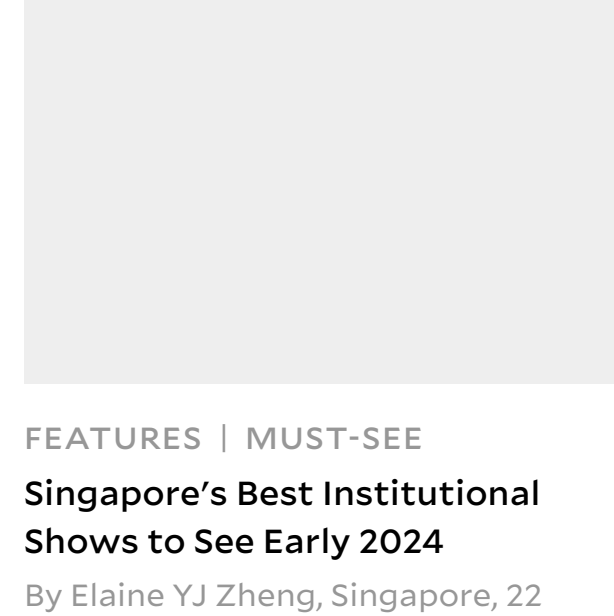 FEATURES | MUST-SEE
Singapore's Best Institutional
Shows to See Early 2024
By Elaine YJ Zheng, Singapore, 22